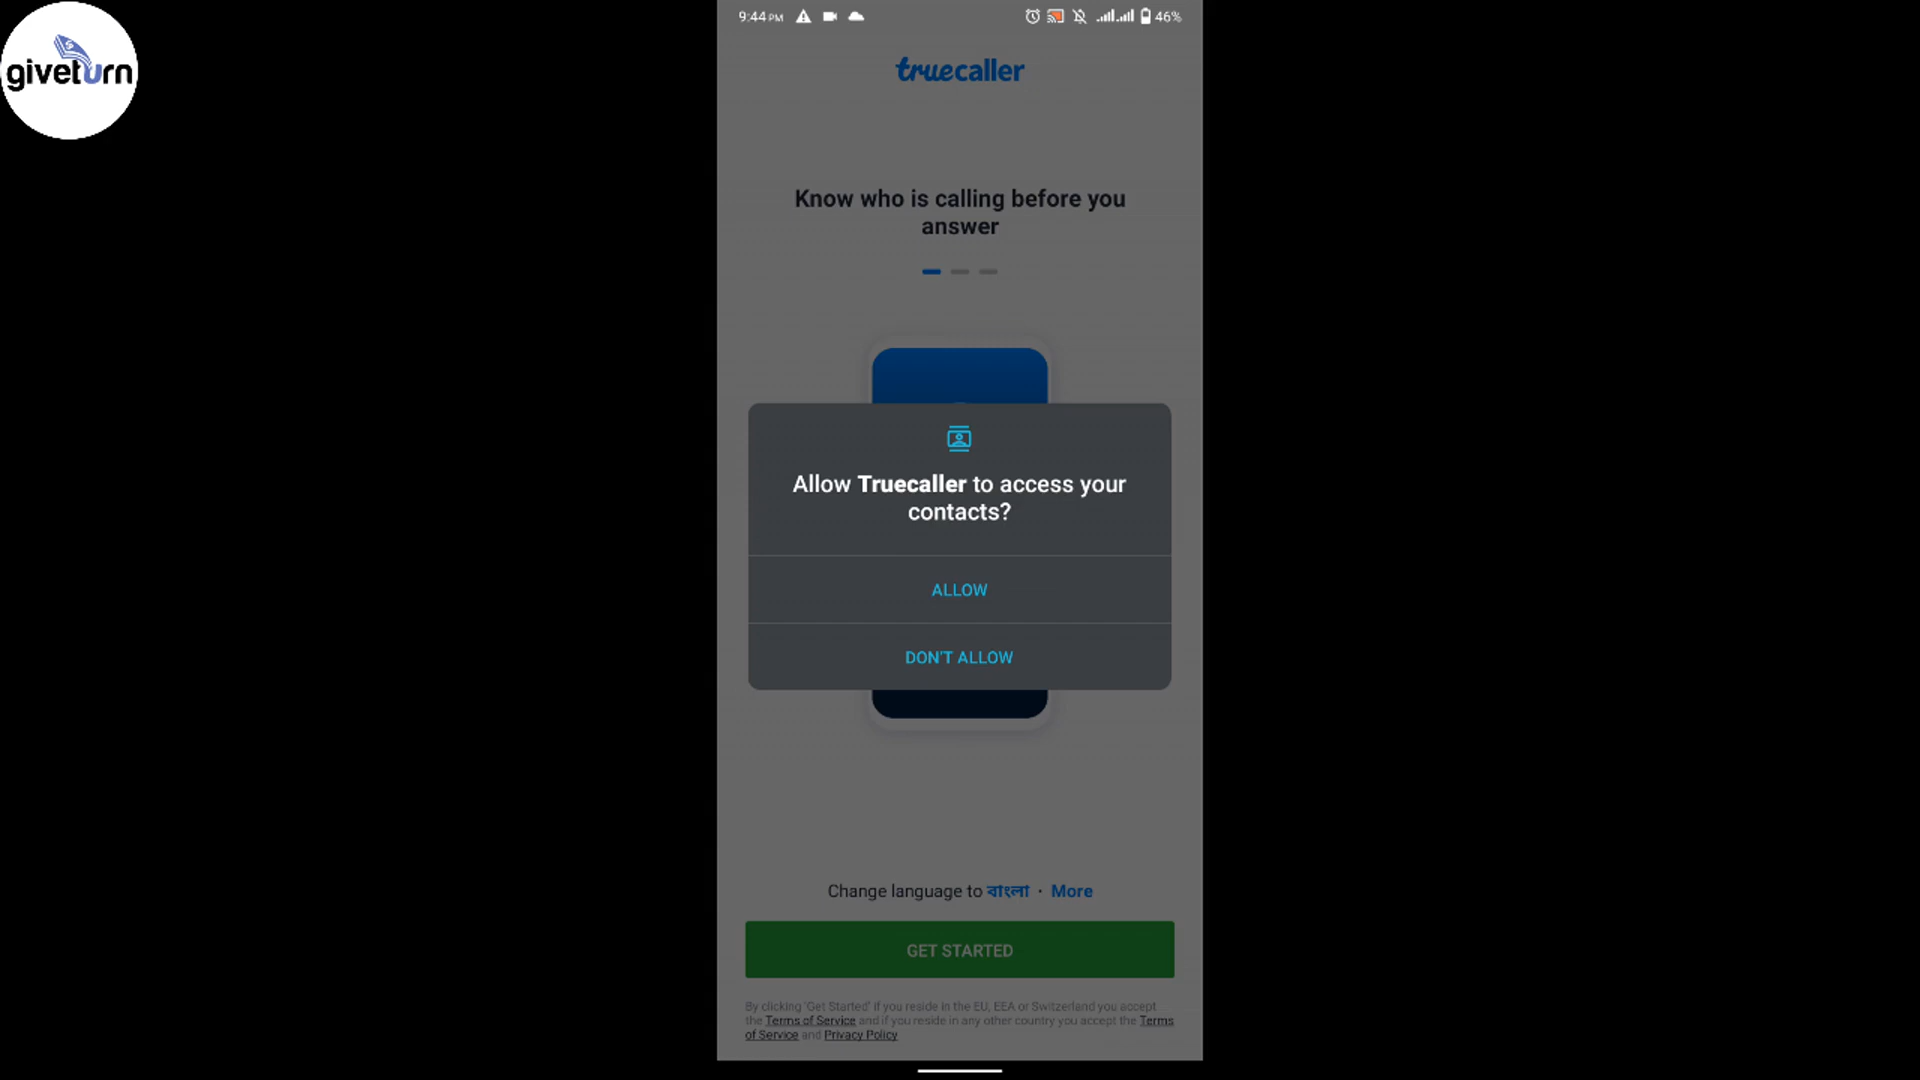 giveturn
9:44 PM
46%
truecaller
Know who is calling before you
answer
Allow Truecaller to access your
contacts?
ALLOW
DON'T ALLOW
Change language to বাংলা · More
GET STARTED
By clicking 'Get Started' if you reside in the EU, EEA or Switzerland you accept
the Terms of Service and if you reside in any other country you accept the Terms
of Service and Privacy Policy